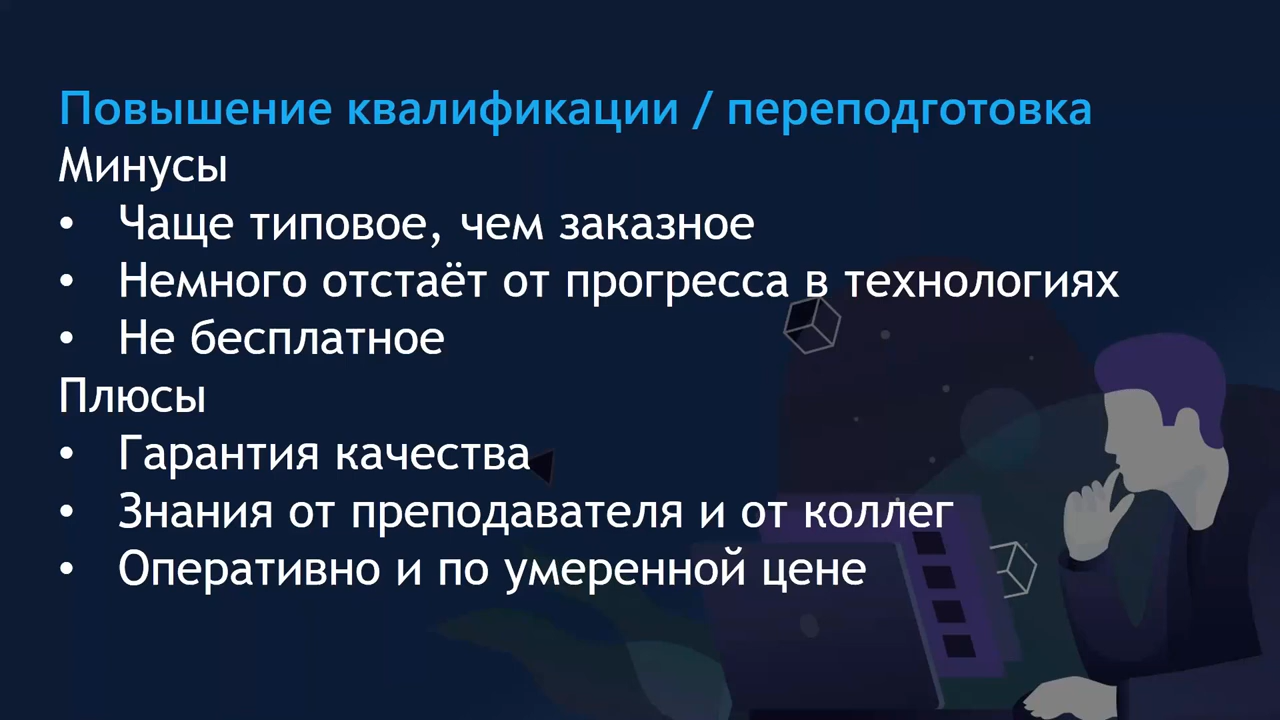 Повышение квалификации / переподготовка
Минусы
• Чаще типовое, чем заказное
• Немного отстаёт от прогресса в технологиях
• Не бесплатное
Плюсы
• Гарантия качества
• Знания от преподавателя и от коллег
• Оперативно и по умеренной цене